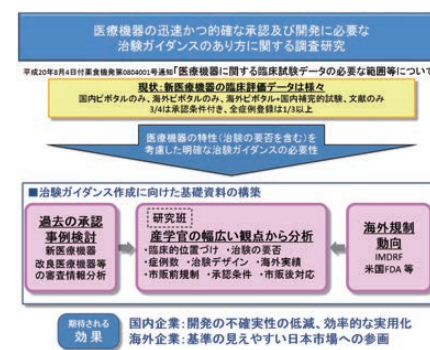 医療機器の迅速かつ的確な承認及び開発に必要な
治験ガイダンスのあり方に関する調査研究
平成20年8月4日付薬食機発第0804001号通知「医療機器に関する臨床試験データの必要な範囲等について
現状:新医療機器の臨床評価データは様々
国内ピボタルのみ、海外ピボタルのみ、海外ピボタル+国内補完的試験、文献のみ
3/4は承認条件付き、全症例登録は1/3以上
医療機器の特性(治験の要否を含む)を
考慮した明確な治験ガイダンスの必要性
■治験ガイダンス作成に向けた基礎資料の構築
過去の承認
事例検討
新医療機器
改良医療機器等
の審査情報分析
研究班
産学官の幅広い観点から分析
・臨床的位置づけ ・治験の要否
・症例数 ・治験デザイン ・海外実績
・市販前規制 ・承認条件 ・市販後対応
海外規制
動向
IMDRF
米国FDA 等
期待される
効果
国内企業:開発の不確実性の低減、効率的な実用化
海外企業:基準の見えやすい日本市場への参画